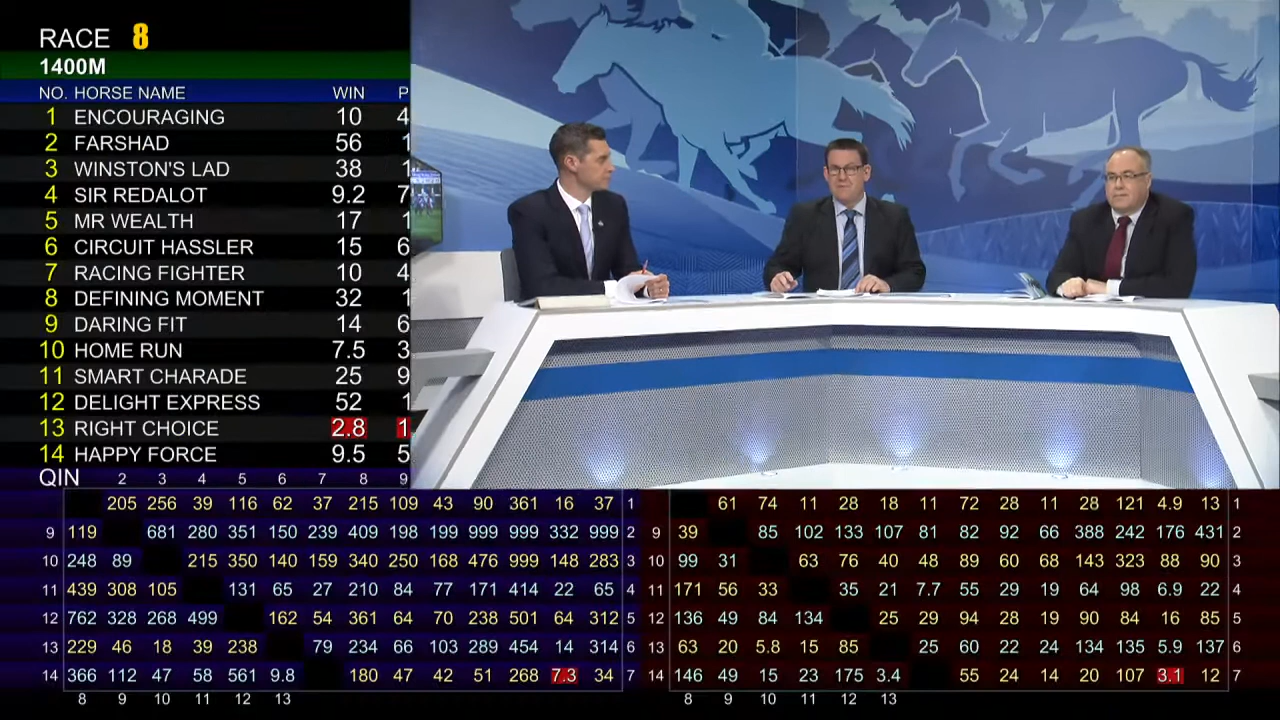 RACE 8
1400M
NO. HORSE NAME WIN P
1 ENCOURAGING 10 4
2 FARSHAD 56 1
3 WINSTON'S LAD 38 1
4 SIR REDALOT 9.2 7
5 MR WEALTH 17 1
6 CIRCUIT HASSLER 15 6
7 RACING FIGHTER 10 4
8 DEFINING MOMENT 32 1
9 DARING FIT 14 6
10 HOME RUN 7.5 3
11 SMART CHARADE 25 9
12 DELIGHT EXPRESS 52 1
13 RIGHT CHOICE 2.8 1
14 HAPPY FORCE 9.5 5
QIN 2 3 4 5 6 7 8 9
205 256 39 116 62 37 215 109 43 90 361 16 37 1 61 74 11 28 18 11 72 28 11 28 121 4.9 13 1
9 119 681 280 351 150 239 409 198 199 999 999 332 999 2 9 39 85 102 133 107 81 82 92 66 388 242 176 431 2
10 248 89 215 350 140 159 340 250 168 476 999 148 283 3 10 99 31 63 76 40 48 89 60 68 143 323 88 90 3
11 439 308 105 131 65 27 210 84 77 171 414 22 65 4 11 171 56 33 35 21 7.7 55 29 19 64 98 6.9 22 4
12 762 328 268 499 162 54 361 64 70 238 501 64 312 5 12 136 49 84 134 25 29 94 28 19 90 84 16 85 5
13 229 46 18 39 238 79 234 66 103 289 454 14 314 6 13 63 20 5.8 15 85 25 60 22 24 134 135 5.9 137 6
14 366 112 47 58 561 9.8 180 47 42 51 268 7.3 34 7 14 146 49 15 23 175 3.4 55 24 14 20 107 3.1 12 7
8 9 10 11 12 13 8 9 10 11 12 13